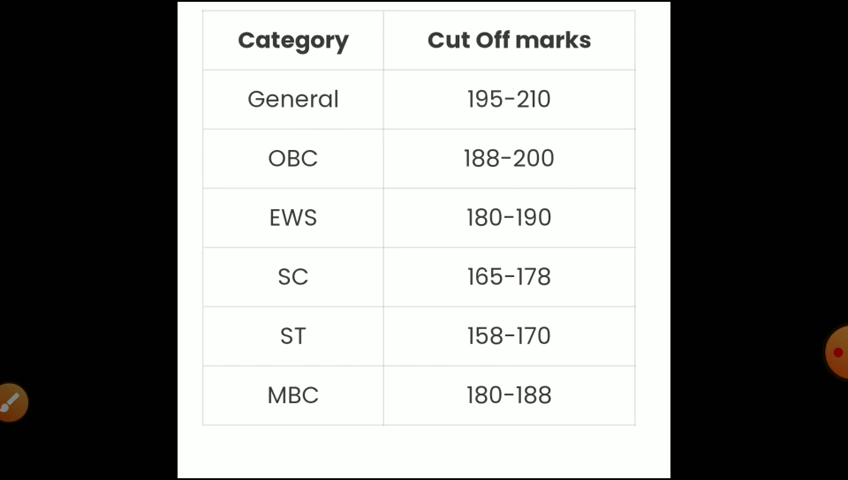 Category Cut Off marks
General 195-210
OBC 188-200
EWS 180-190
SC 165-178
ST 158-170
MBC 180-188